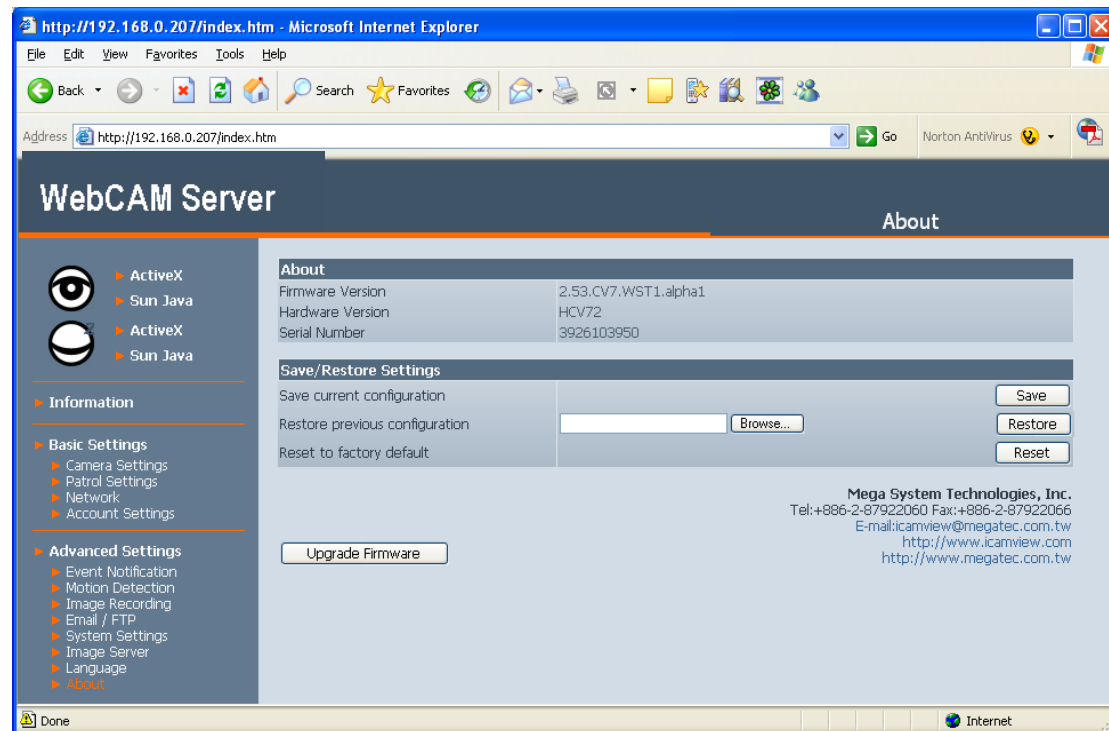 http://192.168.0.207/index.htm - Microsoft Internet Explorer
File Edit View Favorites Tools Help
Back Search Favorites
Address http://192.168.0.207/index.htm Go Norton AntiVirus
WebCAM Server
About
ActiveX
Sun Java
ActiveX
Sun Java
Information
Basic Settings
Camera Settings
Patrol Settings
Network
Account Settings
Advanced Settings
Event Notification
Motion Detection
Image Recording
Email / FTP
System Settings
Image Server
Language
About
About
Firmware Version 2.53.CV7.WST1.alpha1
Hardware Version HCV72
Serial Number 3926103950
Save/Restore Settings
Save current configuration Save
Restore previous configuration Browse... Restore
Reset to factory default Reset
Mega System Technologies, Inc.
Tel:+886-2-87922060 Fax:+886-2-87922066
E-mail:icamview@megatec.com.tw
http://www.icamview.com
http://www.megatec.com.tw
Upgrade Firmware
Done Internet